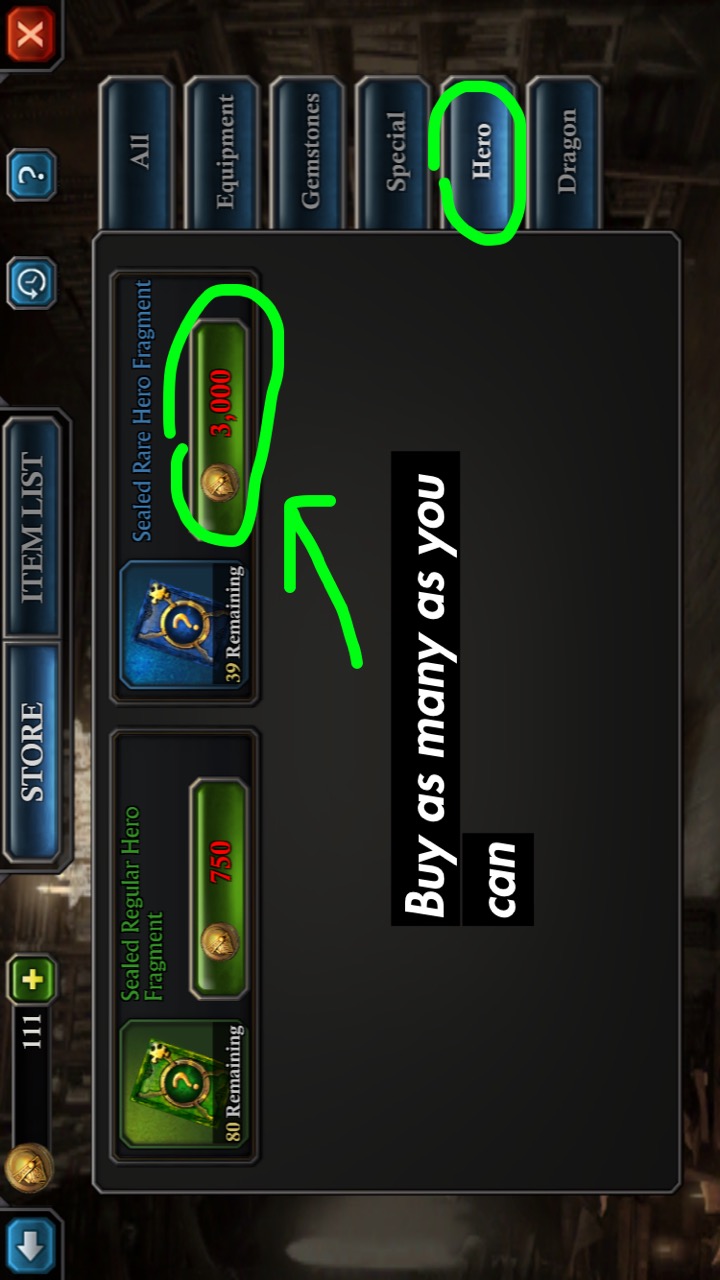 111
STORE
ITEM LIST
?
X
Sealed Regular Hero
Fragment
?
80 Remaining
750
Sealed Rare Hero Fragment
?
39 Remaining
3,000
All
Equipment
Gemstones
Special
Hero
Dragon
Buy as many as you
can